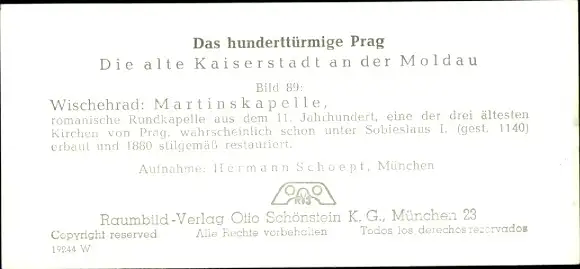 Das hunderttürmige Prag
Die alte Kaiserstadt an der Moldau
Bild 89:
Wischehrad: Martinskapelle,
romanische Rundkapelle aus dem 11. Jahrhundert, eine der drei ältesten
Kirchen von Prag, wahrscheinlich schon unter Sobieslaus I. (gest. 1140)
erbaut und 1880 stilgemäß restauriert.
Aufnahme: Hermann Schoepf, München
Raumbild-Verlag Otto Schönstein K. G., München 23
Copyright reserved Alle Rechte vorbehalten Todos los derechos rezervados
19244 W